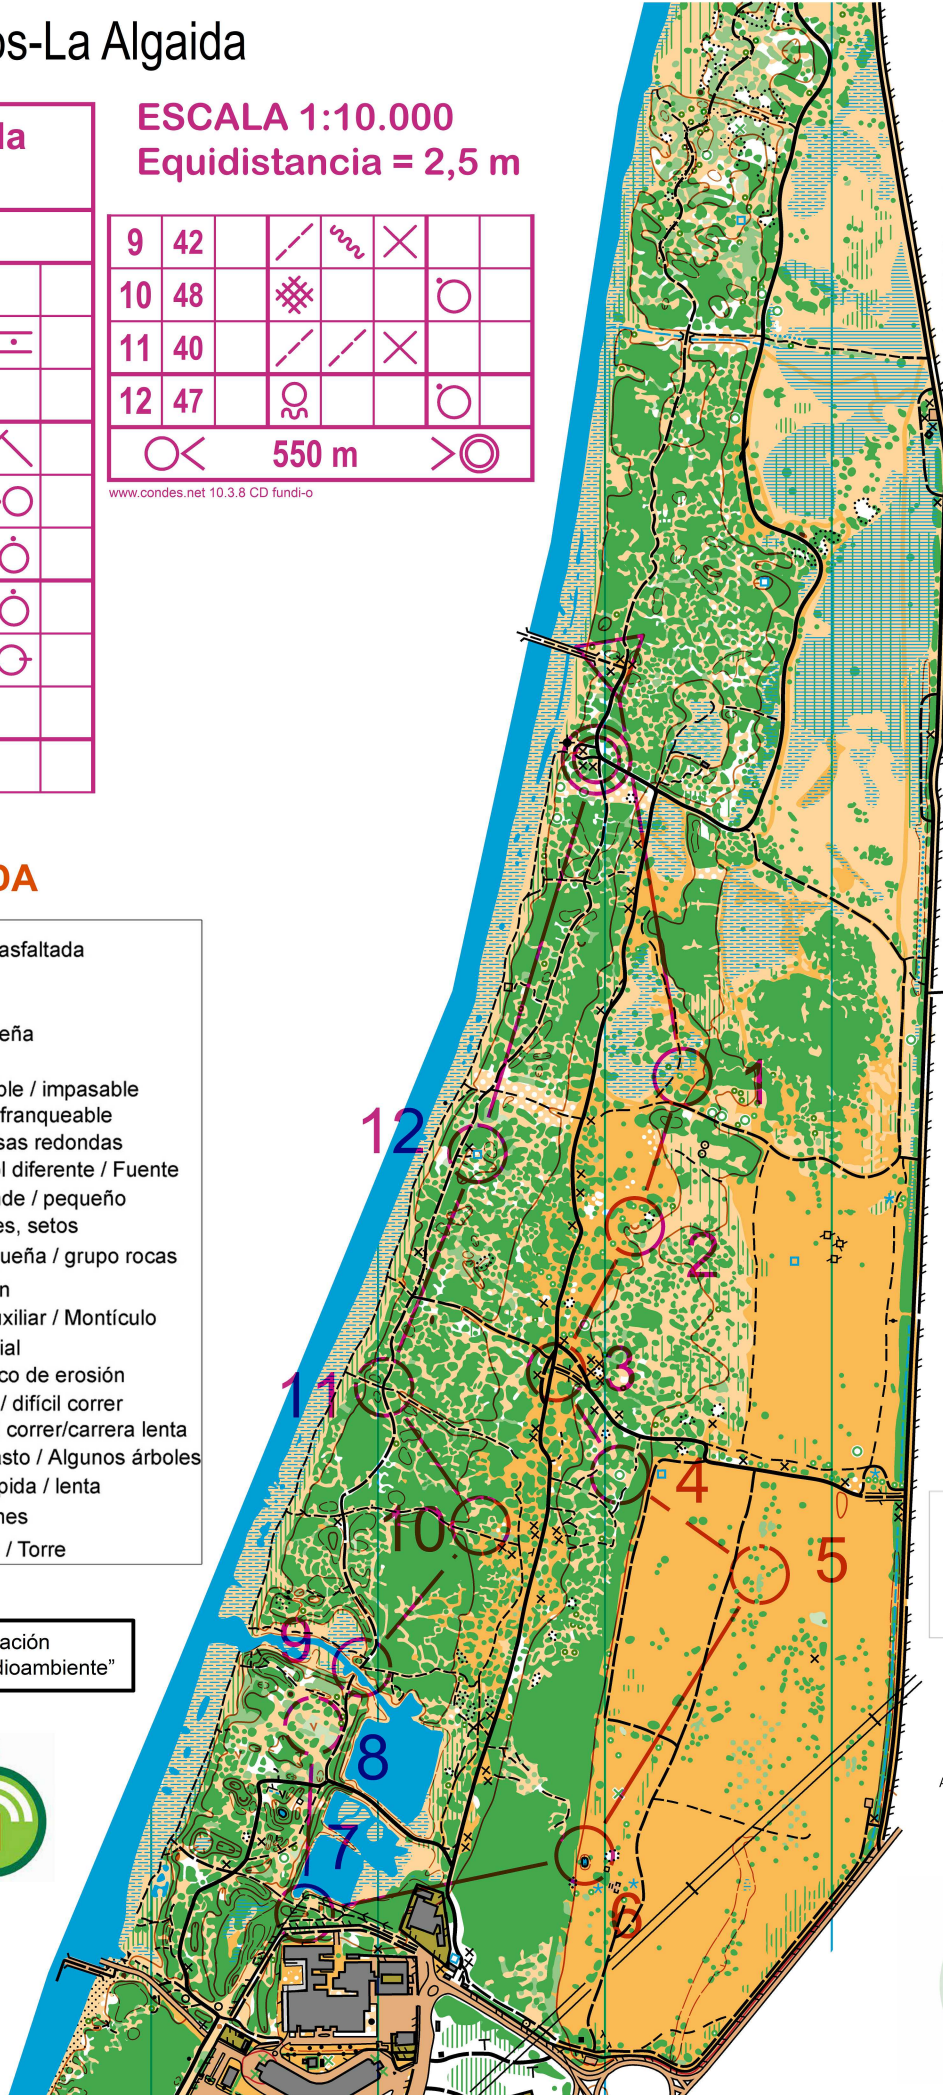 os-La Algaida
la
ESCALA 1:10.000
Equidistancia = 2,5 m
9 42
10 48
11 40
12 47
550 m
www.condes.net 10.3.8 CD fundi-o
DA
asfaltada
eña
ble / impasable
franqueable
sas redondas
l diferente / Fuente
de / pequeño
es, setos
ueña / grupo rocas
n
uxiliar / Montículo
ial
co de erosión
/ difícil correr
correr/carrera lenta
asto / Algunos árboles
pida / lenta
nes
/ Torre
ación
dioambiente”
1
12
2
3
11
4
10
5
9
8
7
6